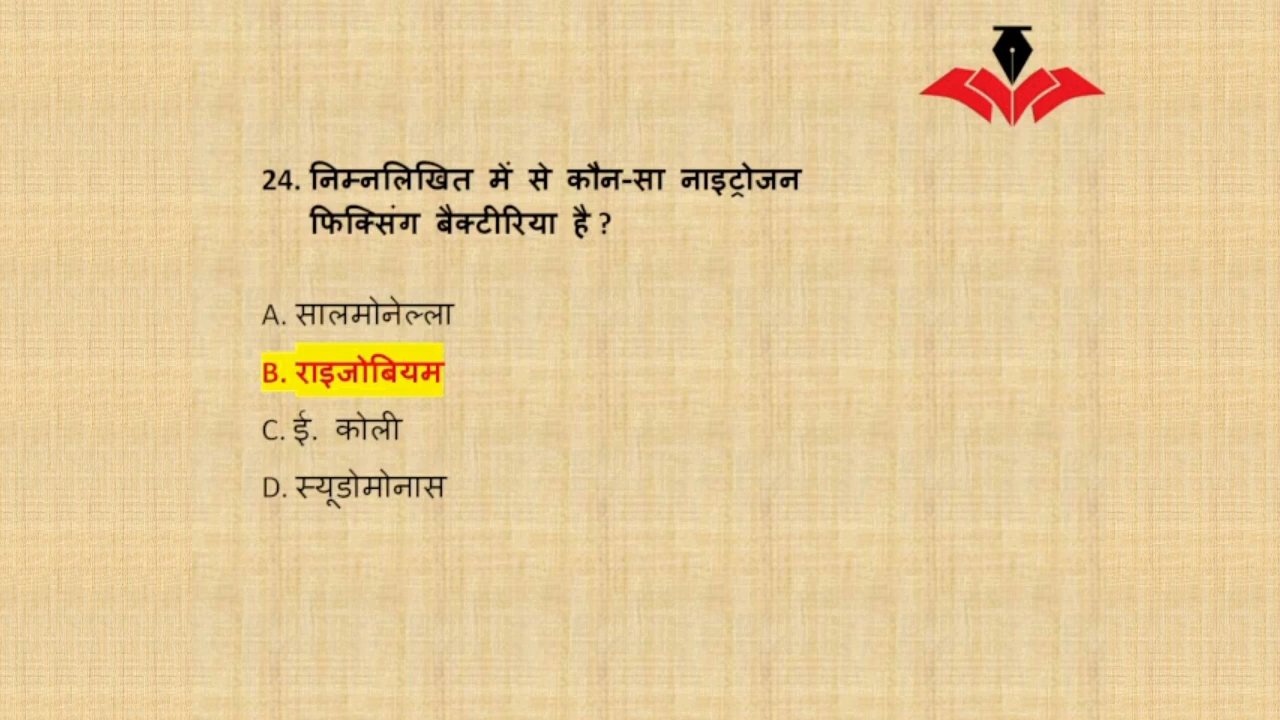 24. निम्नलिखित में से कौन-सा नाइट्रोजन
फिक्सिंग बैक्टीरिया है ?
A. सालमोनेल्ला
B. राइजोबियम
C. ई. कोली
D. स्यूडोमोनास